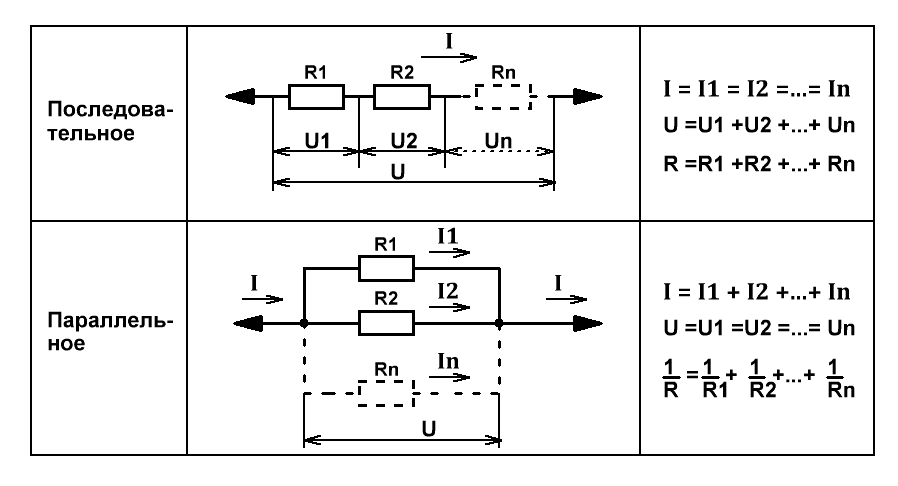 Последова-
тельное
I
R1 R2 Rn
U1 U2 Un
U
I = I1 = I2 =...= In
U =U1 +U2 +...+ Un
R =R1 +R2 +...+ Rn
Параллель-
ное
R1 I1
I R2 I2 I
Rn In
U
I = I1 + I2 +...+ In
U =U1 =U2 =...= Un
1/R = 1/R1 + 1/R2 +...+ 1/Rn